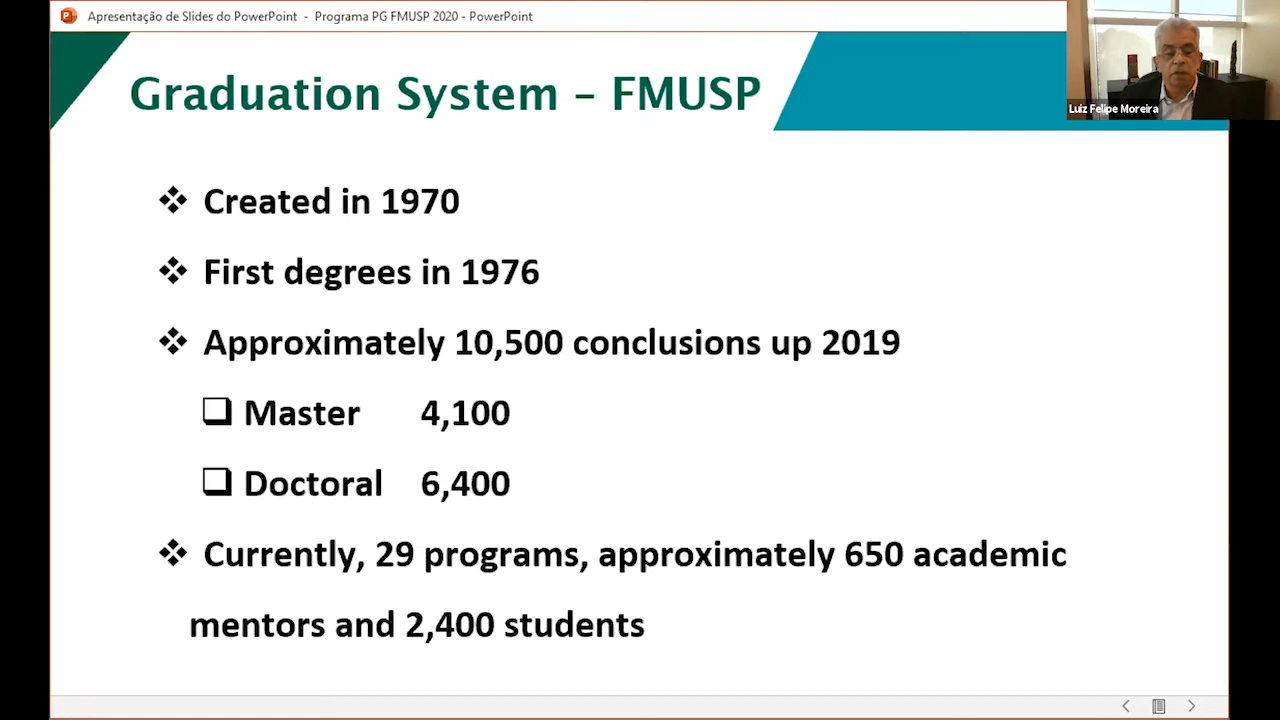 Apresentação de Slides do PowerPoint - Programa PG FMUSP 2020 - PowerPoint
Luiz Felipe Moreira
Graduation System – FMUSP
Created in 1970
First degrees in 1976
Approximately 10,500 conclusions up 2019
Master 4,100
Doctoral 6,400
Currently, 29 programs, approximately 650 academic
mentors and 2,400 students